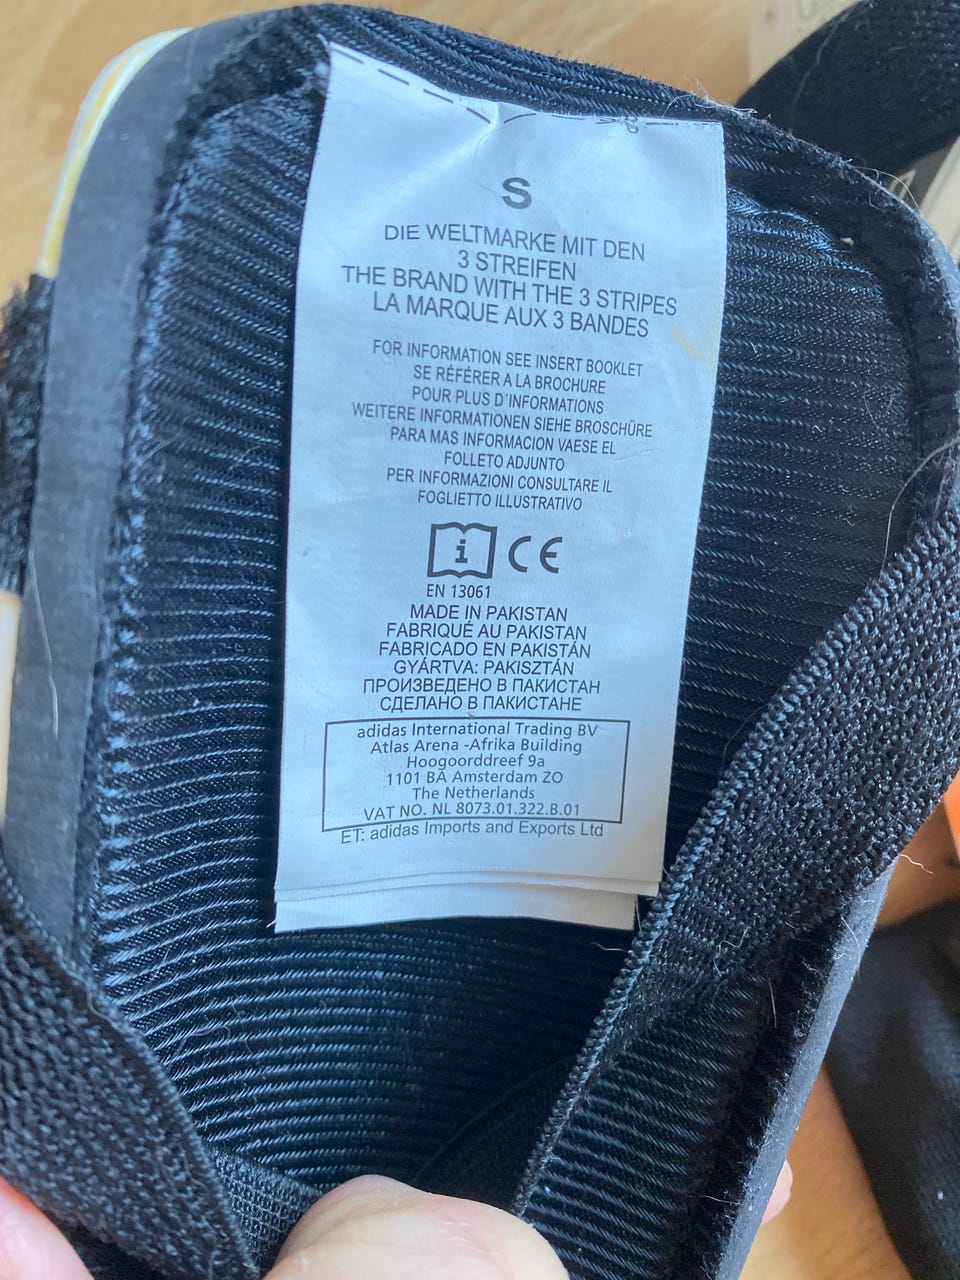 S
DIE WELTMARKE MIT DEN
3 STREIFEN
THE BRAND WITH THE 3 STRIPES
LA MARQUE AUX 3 BANDES
FOR INFORMATION SEE INSERT BOOKLET
SE RÉFÉRER A LA BROCHURE
POUR PLUS D´INFORMATIONS
WEITERE INFORMATIONEN SIEHE BROSCHÜRE
PARA MAS INFORMACION VAESE EL
FOLLETO ADJUNTO
PER INFORMAZIONI CONSULTARE IL
FOGLIETTO ILLUSTRATIVO
i CE
EN 13061
MADE IN PAKISTAN
FABRIQUÉ AU PAKISTAN
FABRICADO EN PAKISTÁN
GYÁRTVA: PAKISZTÁN
ПРОИЗВЕДЕНО В ПАКИСТАН
СДЕЛАНО В ПАКИСТАНЕ
adidas International Trading BV
Atlas Arena -Afrika Building
Hoogoorddreef 9a
1101 BA Amsterdam ZO
The Netherlands
VAT NO. NL 8073.01.322.B.01
ET: adidas Imports and Exports Ltd